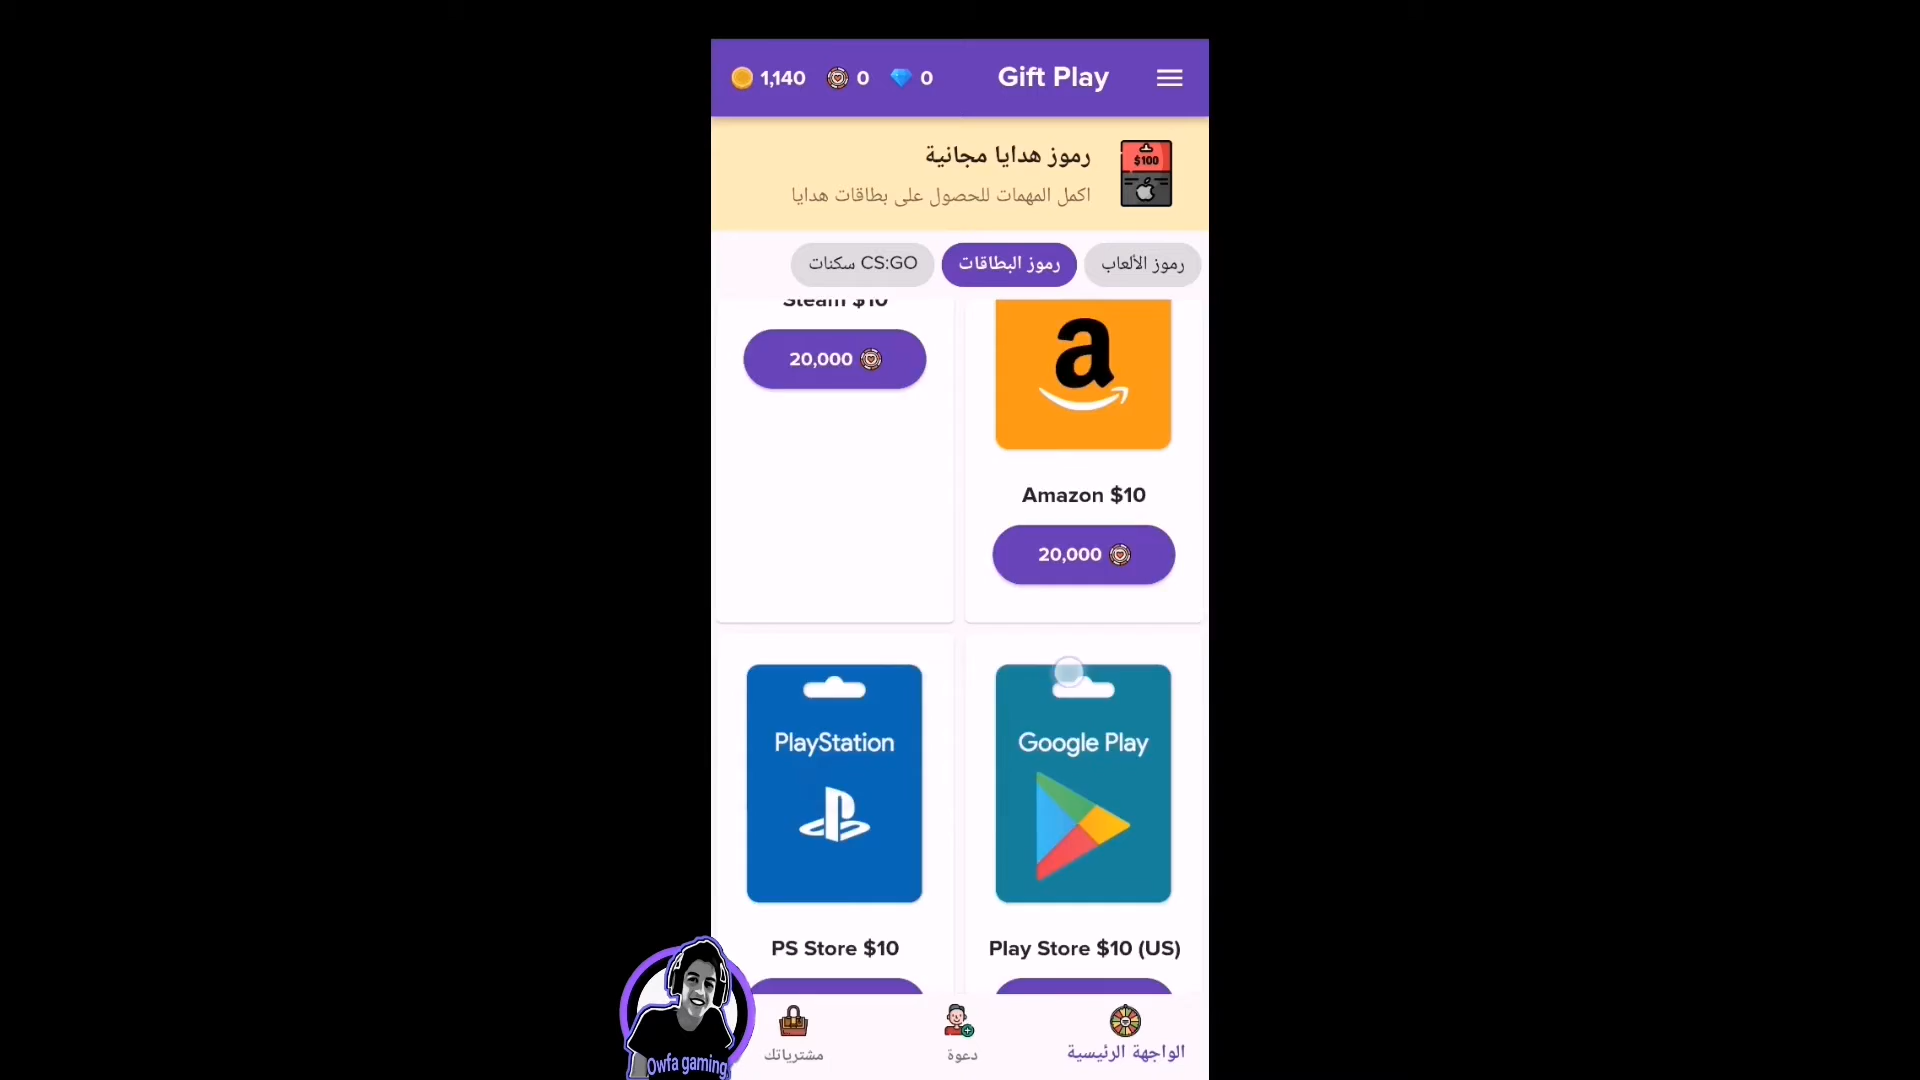 1,140 0 0 Gift Play
رموز هدايا مجانية
اكمل المهمات للحصول على بطاقات هدايا
$100
رموز الألعاب
رموز البطاقات
CS:GO سكنات
Steam $10
20,000
a
Amazon $10
20,000
PlayStation
Google Play
PS Store $10
Play Store $10 (US)
الواجهة الرئيسية
دعوة
مشترياتك
Owfa gaming